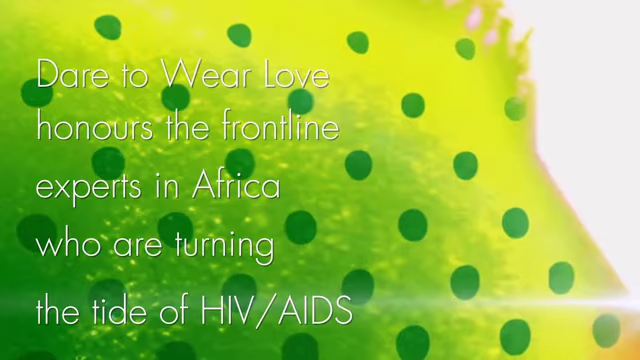 Dare to Wear Love
honours the frontline
experts in Africa
who are turning
the tide of HIV/AIDS